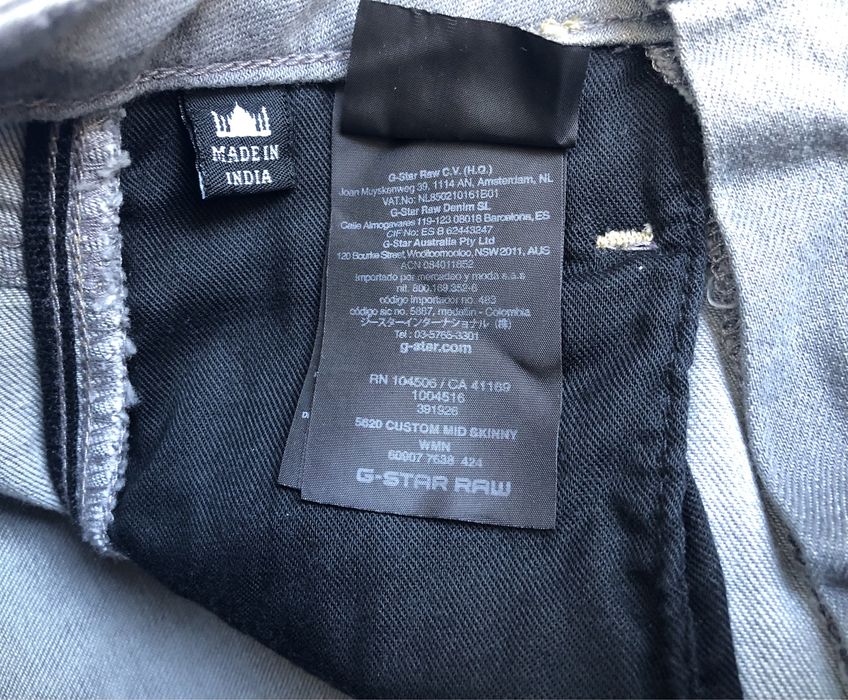 MADE IN
INDIA
G-Star Raw C.V. (H.Q.)
Joan Muyskenweg 39, 1114 AN, Amsterdam, NL
VAT.No: NL850210161B01
G-Star Raw Denim SL
Calle Almogavares 119-123 08018 Barcelona, ES
CIF No: ES B 62443247
G-Star Australia Pty Ltd
120 Bourke Street, Woolloomooloo, NSW 2011, AUS
ACN 084011852
Importado por mercadeo y moda s.a.s
nit. 800.169.352-6
código importador no. 483
código sic no. 5867, medellin - Colombia
ジースターインターナショナル (株)
Tel : 03-5765-3301
g-star.com
RN 104506 / CA 41169
1004516
391926
5620 CUSTOM MID SKINNY
WMN
60907 7638 424
G-STAR RAW